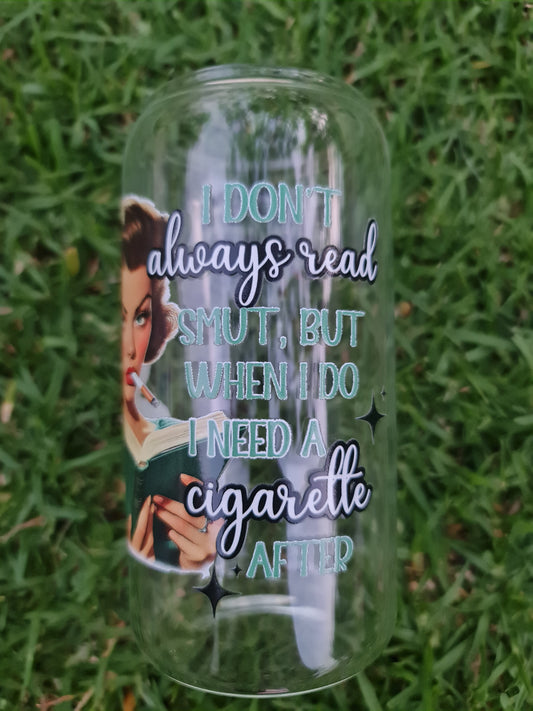 I DON'T
always read
SMUT, BUT
WHEN I DO
I NEED A
cigarette
AFTER